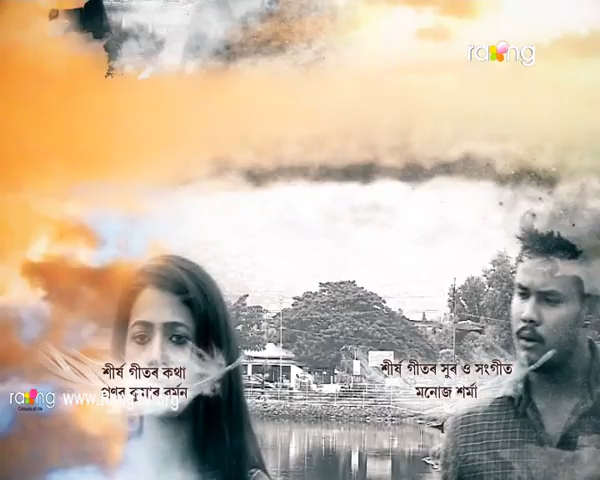 rang
শীৰ্ষ গীতৰ কথা
প্ৰণৱ কুমাৰ বৰ্মন
শীৰ্ষ গীতৰ সুৰ ও সংগীত
মনোজ শৰ্মা
rang